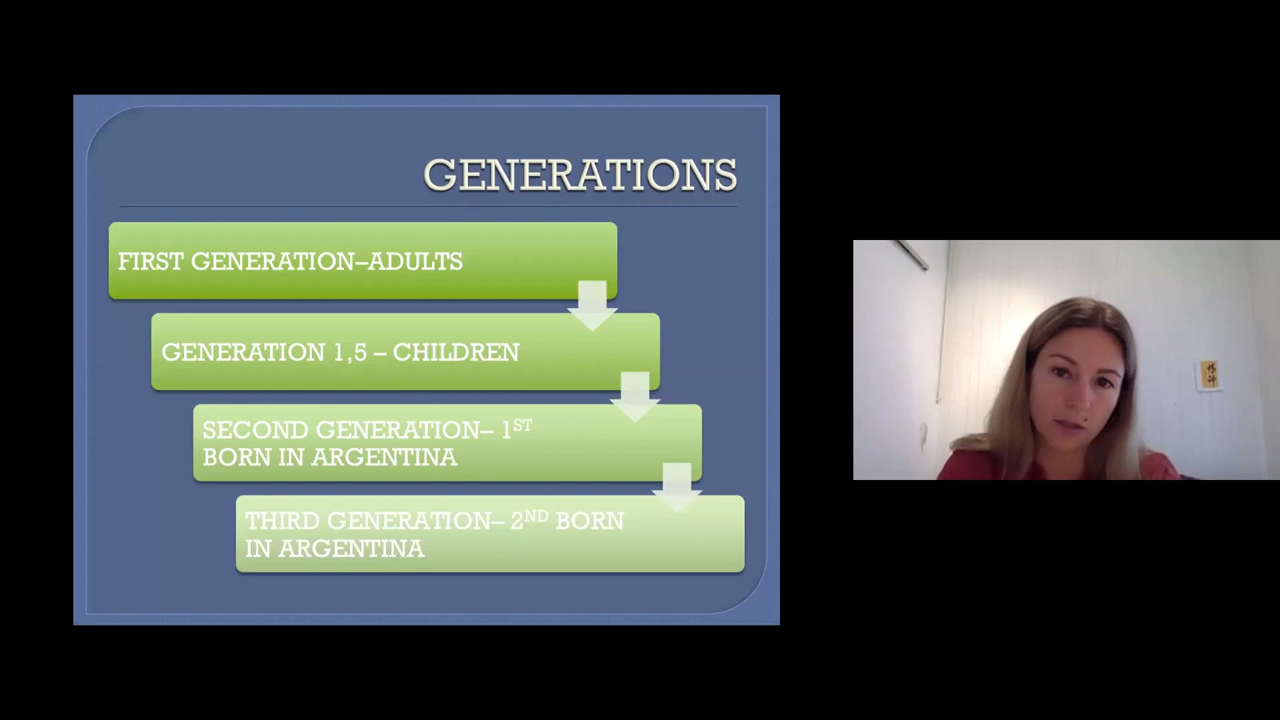 GENERATIONS
FIRST GENERATION–ADULTS
GENERATION 1,5 – CHILDREN
SECOND GENERATION– 1ST
BORN IN ARGENTINA
THIRD GENERATION– 2ND BORN
IN ARGENTINA